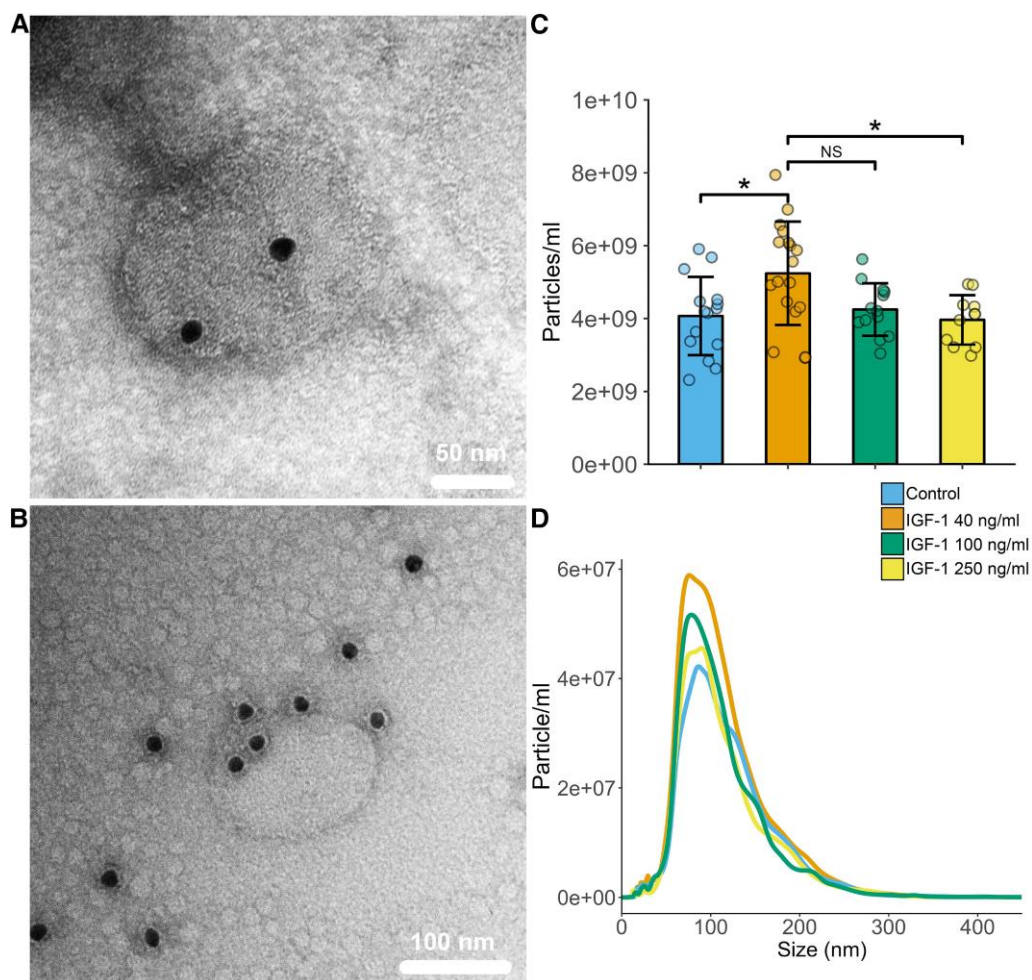 A
50 nm
B
100 nm
C
Particles/ml
1e+10
8e+09
6e+09
4e+09
2e+09
0e+00
*
NS
*
Control
IGF-1 40 ng/ml
IGF-1 100 ng/ml
IGF-1 250 ng/ml
D
Particle/ml
6e+07
4e+07
2e+07
0e+00
0 100 200 300 400
Size (nm)